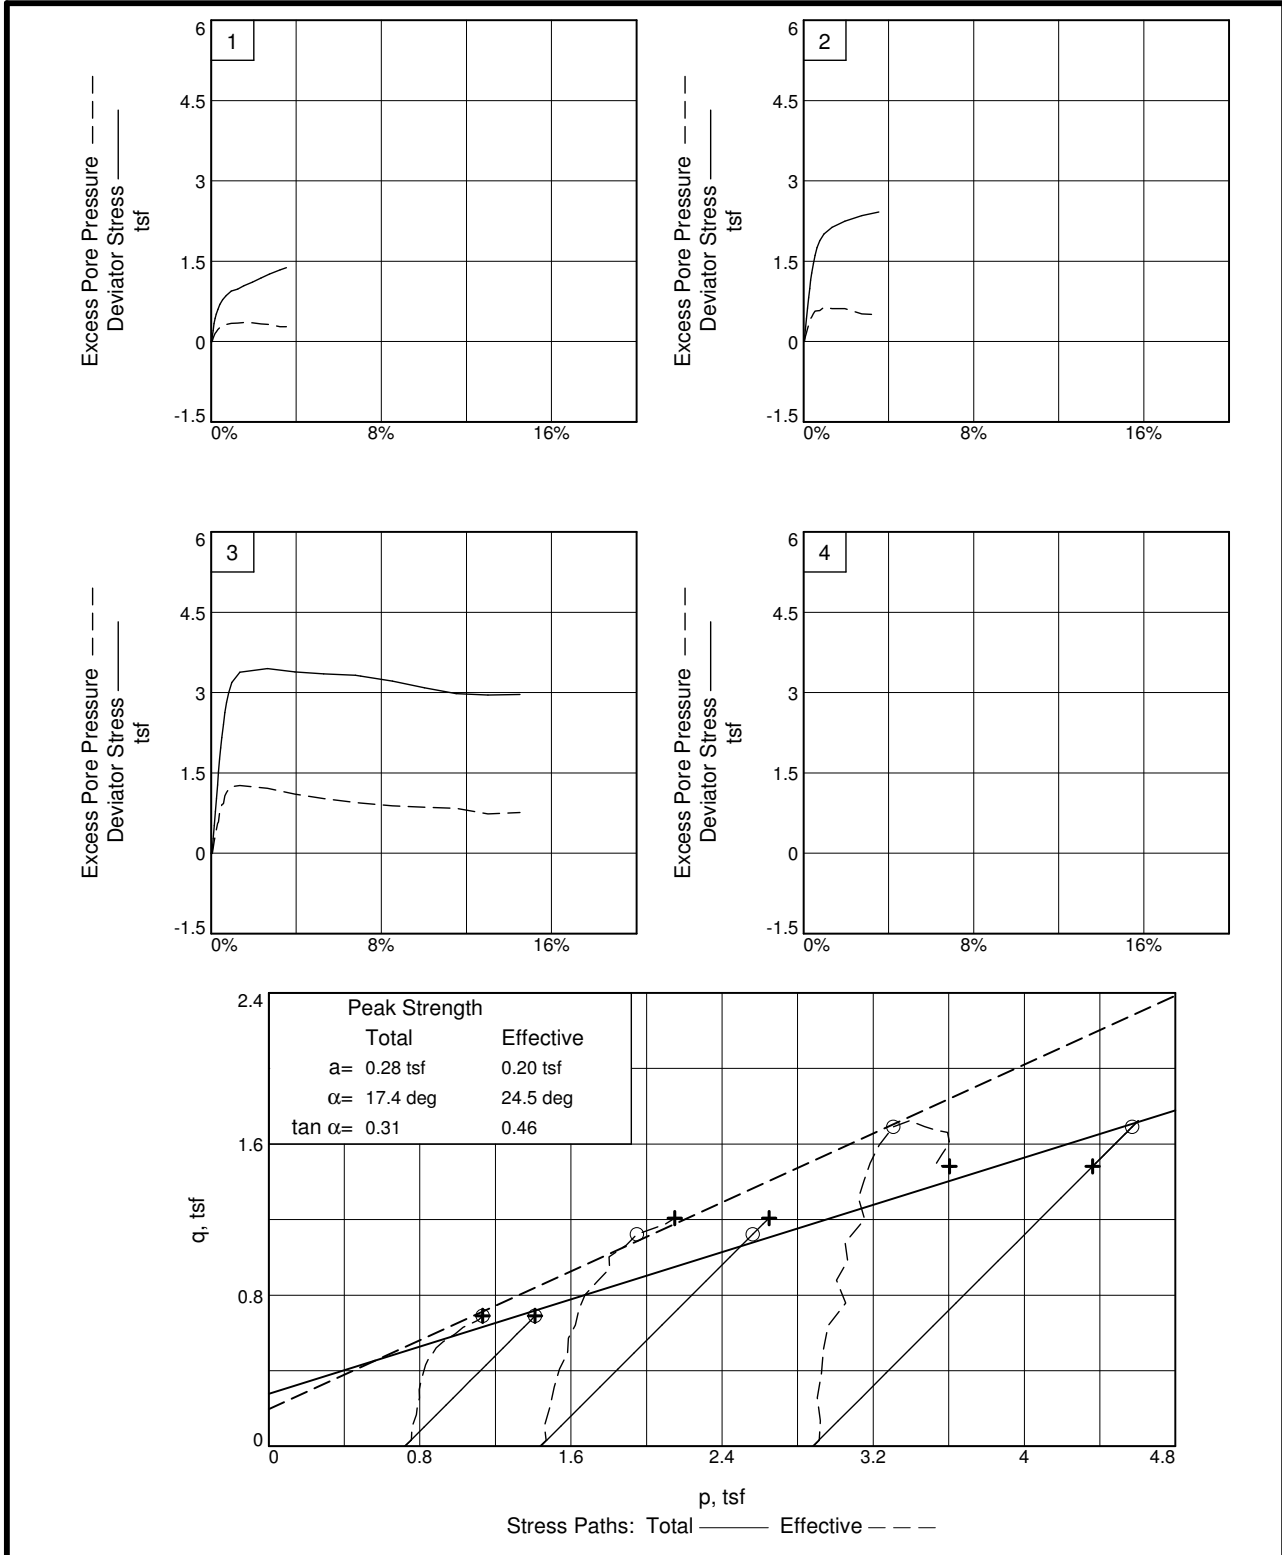 1
6
4.5
3
1.5
0
-1.5
0%
8%
16%
Excess Pore Pressure
Deviator Stress
tsf
2
6
4.5
3
1.5
0
-1.5
0%
8%
16%
Excess Pore Pressure
Deviator Stress
tsf
3
6
4.5
3
1.5
0
-1.5
0%
8%
16%
Excess Pore Pressure
Deviator Stress
tsf
4
6
4.5
3
1.5
0
-1.5
0%
8%
16%
Excess Pore Pressure
Deviator Stress
tsf
Peak Strength
Total Effective
a= 0.28 tsf 0.20 tsf
α= 17.4 deg 24.5 deg
tan α= 0.31 0.46
2.4
1.6
0.8
0
q, tsf
0 0.8 1.6 2.4 3.2 4 4.8
p, tsf
Stress Paths: Total Effective